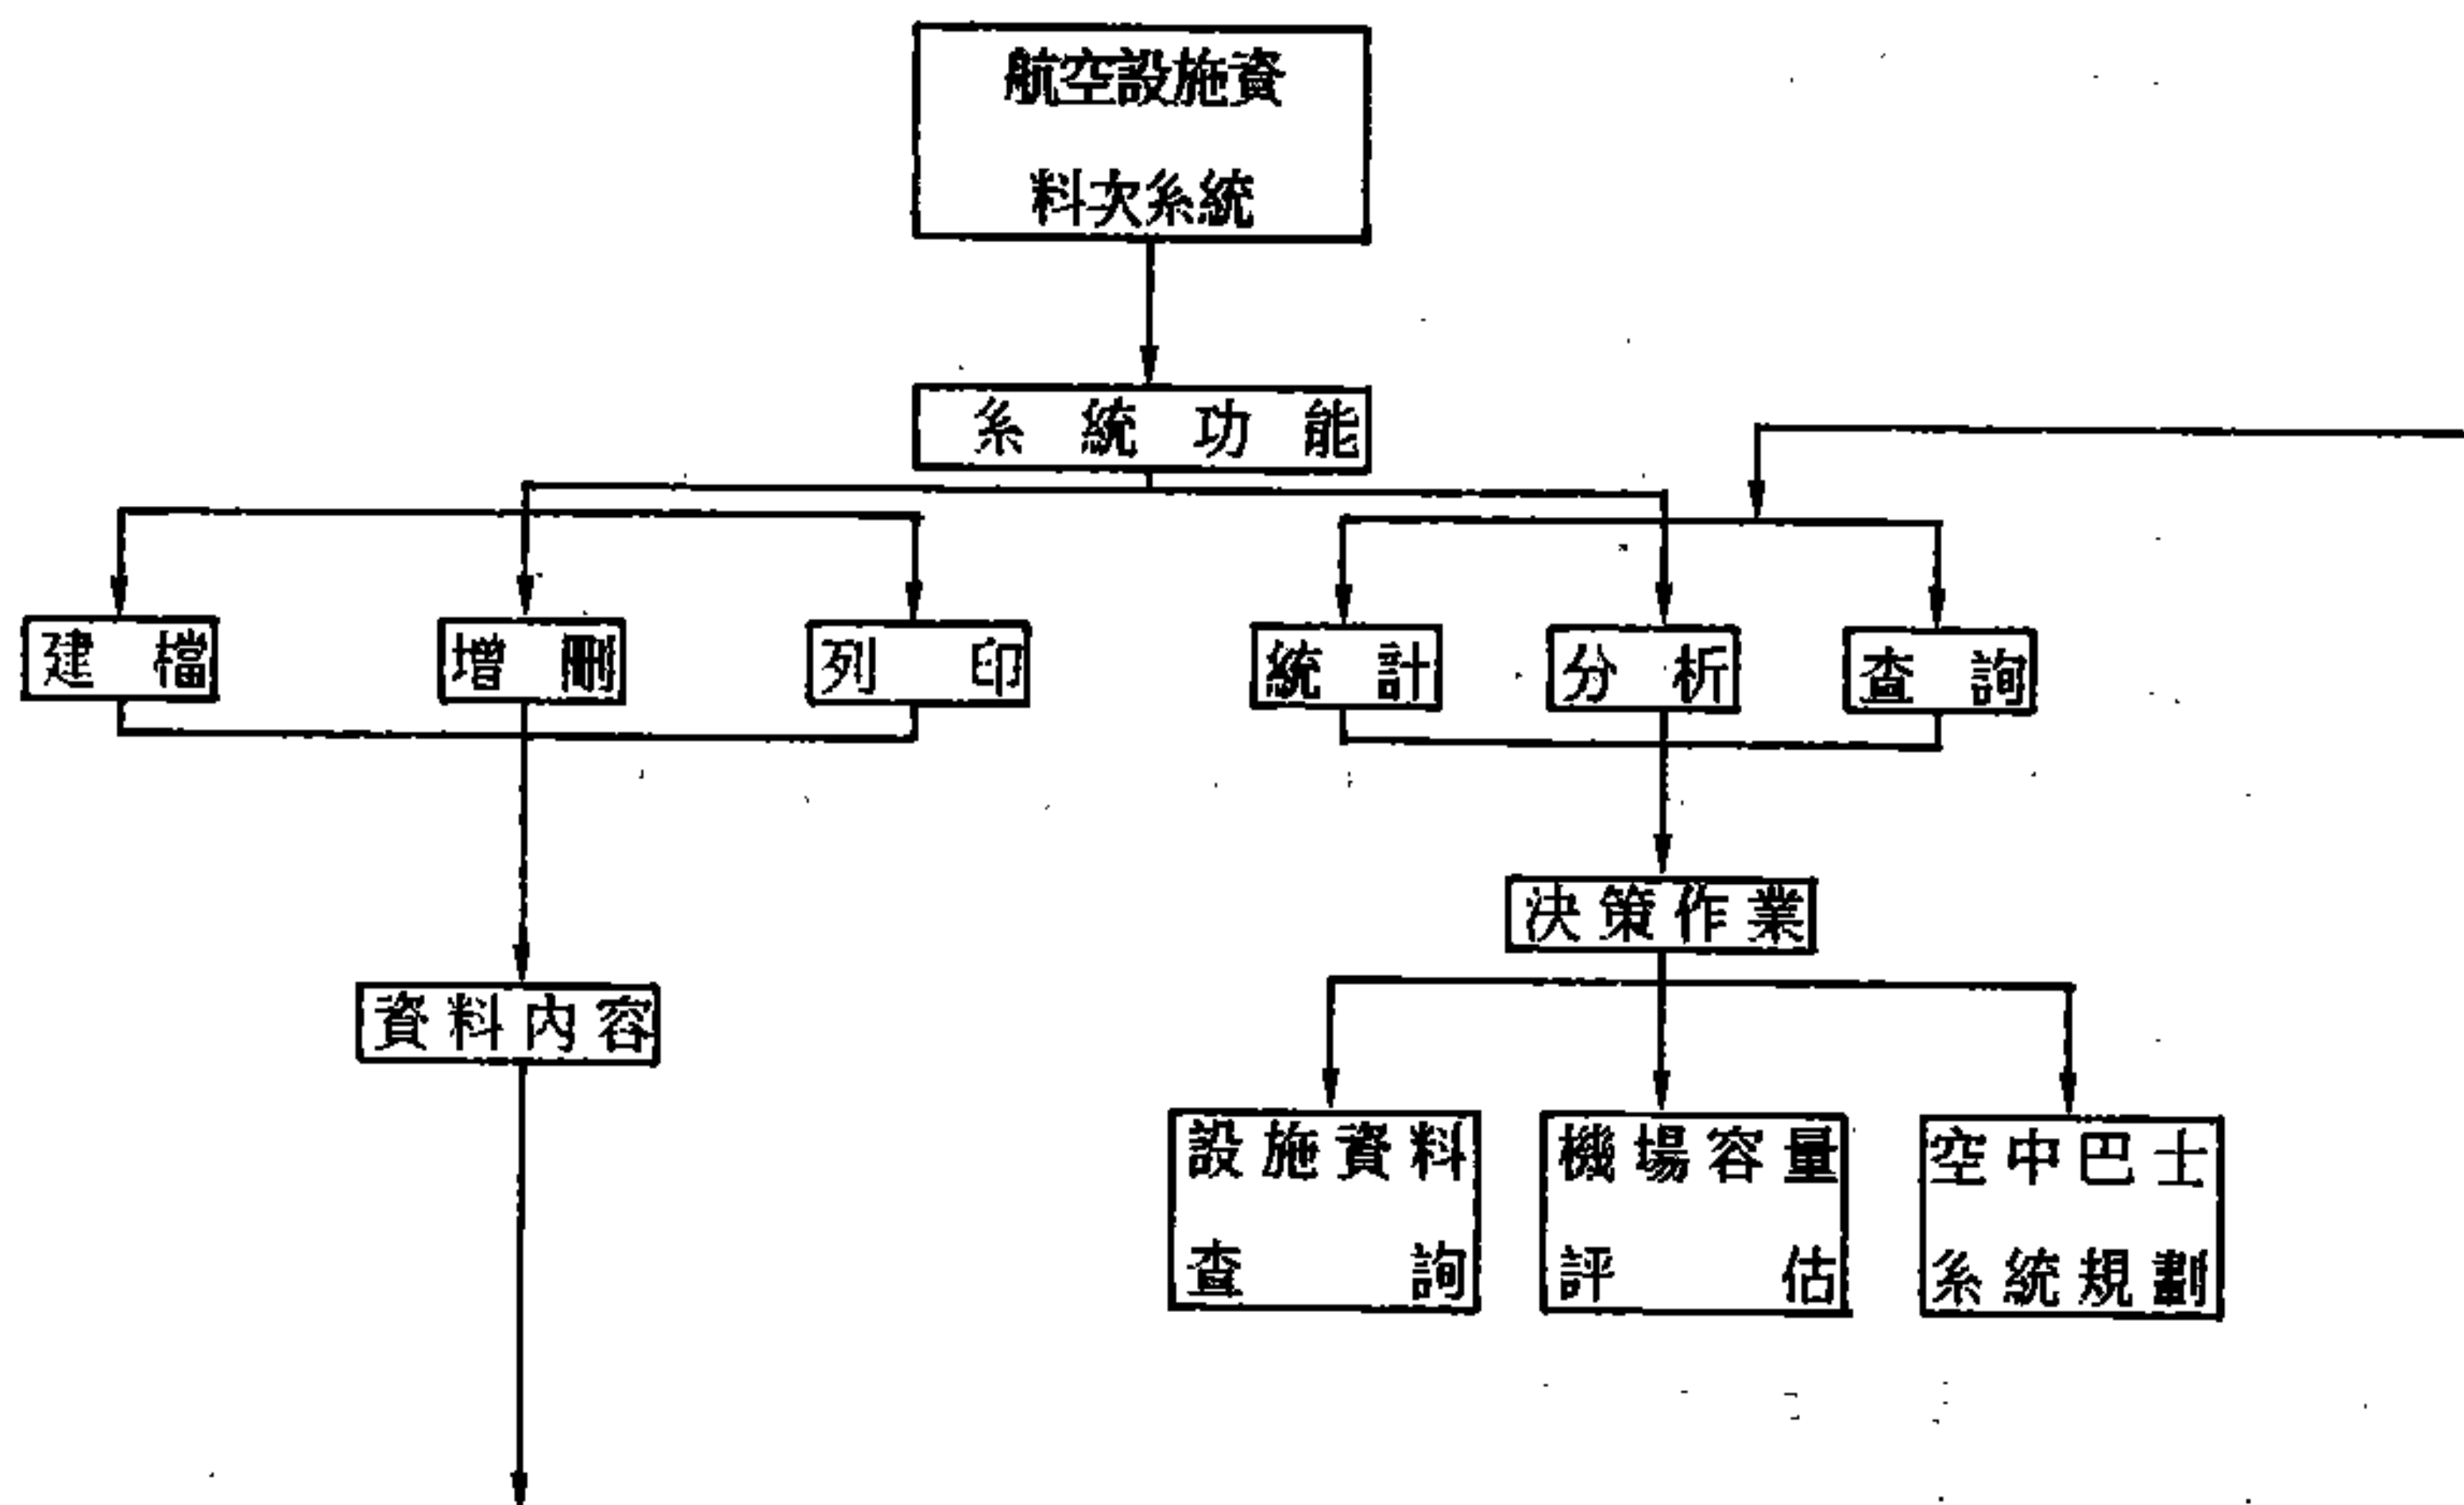 航空設施資
料次系統
系統功能
建檔
增刪
列印
統計
分析
查詢
決策作業
資料內容
設施資料
查詢
機場容量
評估
空中巴士
系統規劃